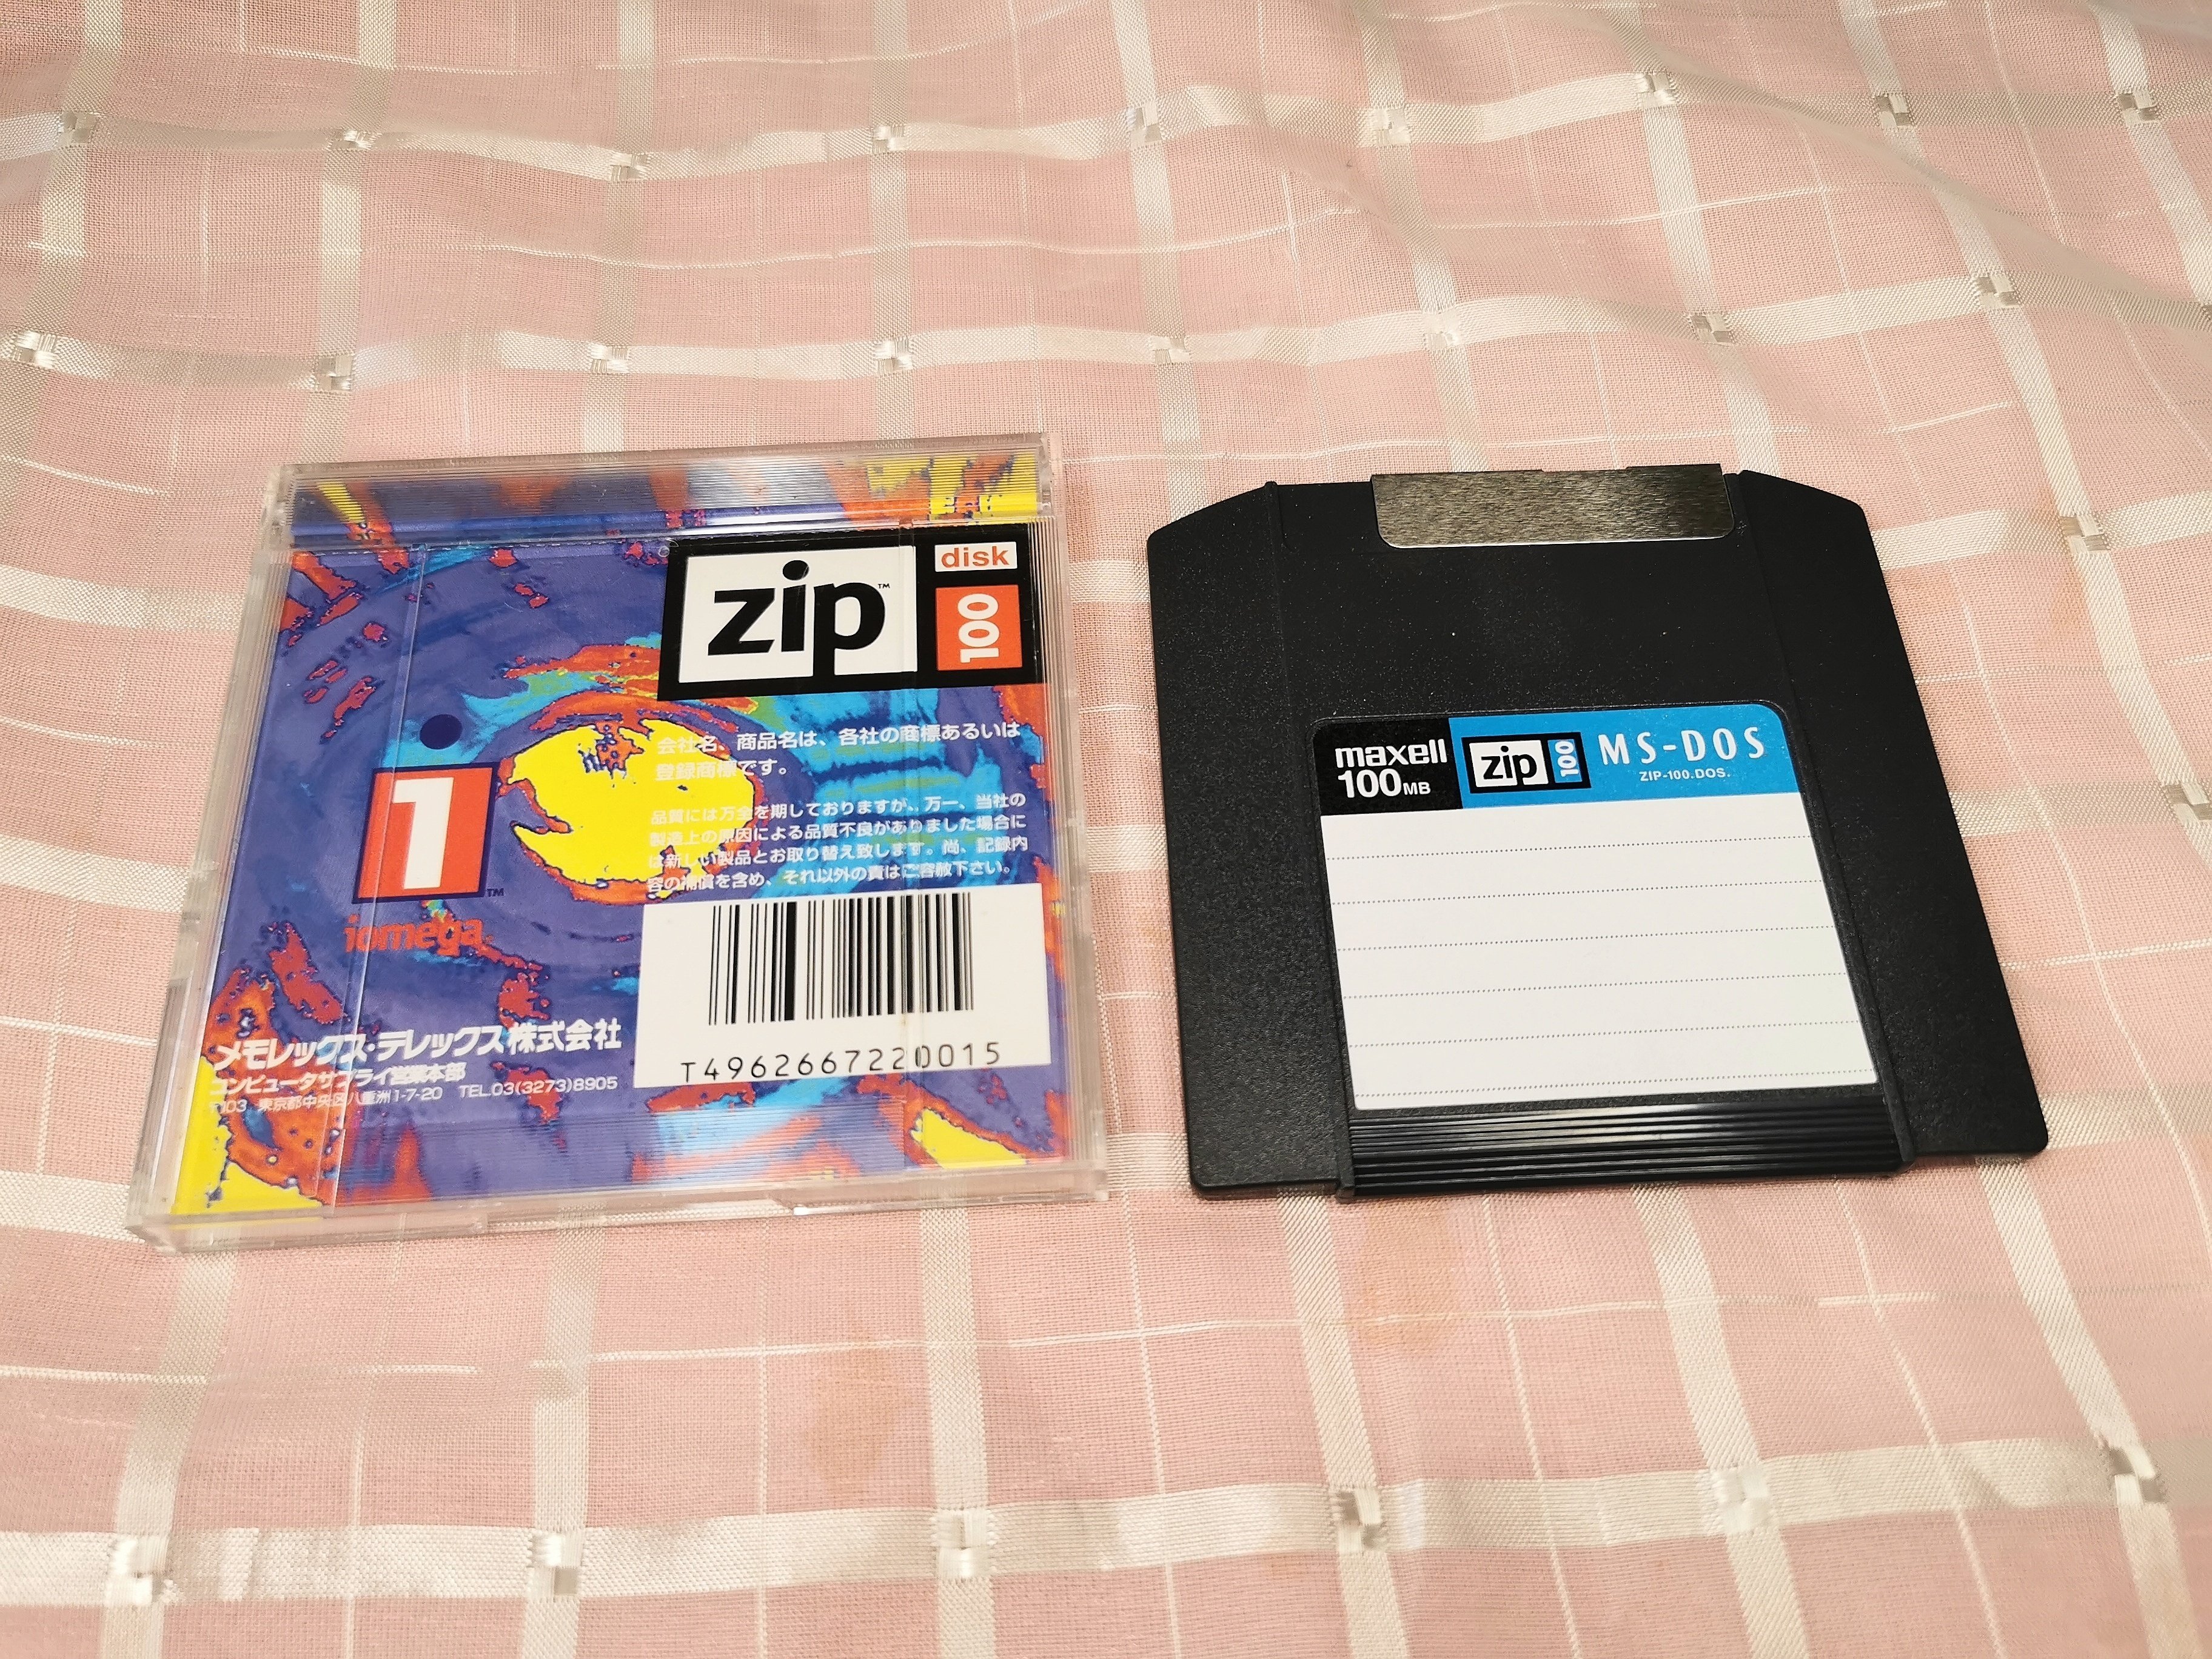 zip™
disk
100
会社名、商品名は、各社の商標あるいは
登録商標です。
品質には万全を期しておりますが、万一、当社の
製造上の原因による品質不良がありました場合に
は新しい製品とお取り替え致します。尚、記録内
容の補償を含め、それ以外の責はご容赦下さい。
1™
iomega
T4962667220015
メモレックス・テレックス株式会社
コンピュータサプライ営業本部
〒103 東京都中央区八重洲1-7-20 TEL.03(3273)8905
maxell
100MB
zip 100
MS-DOS
ZIP-100.DOS.